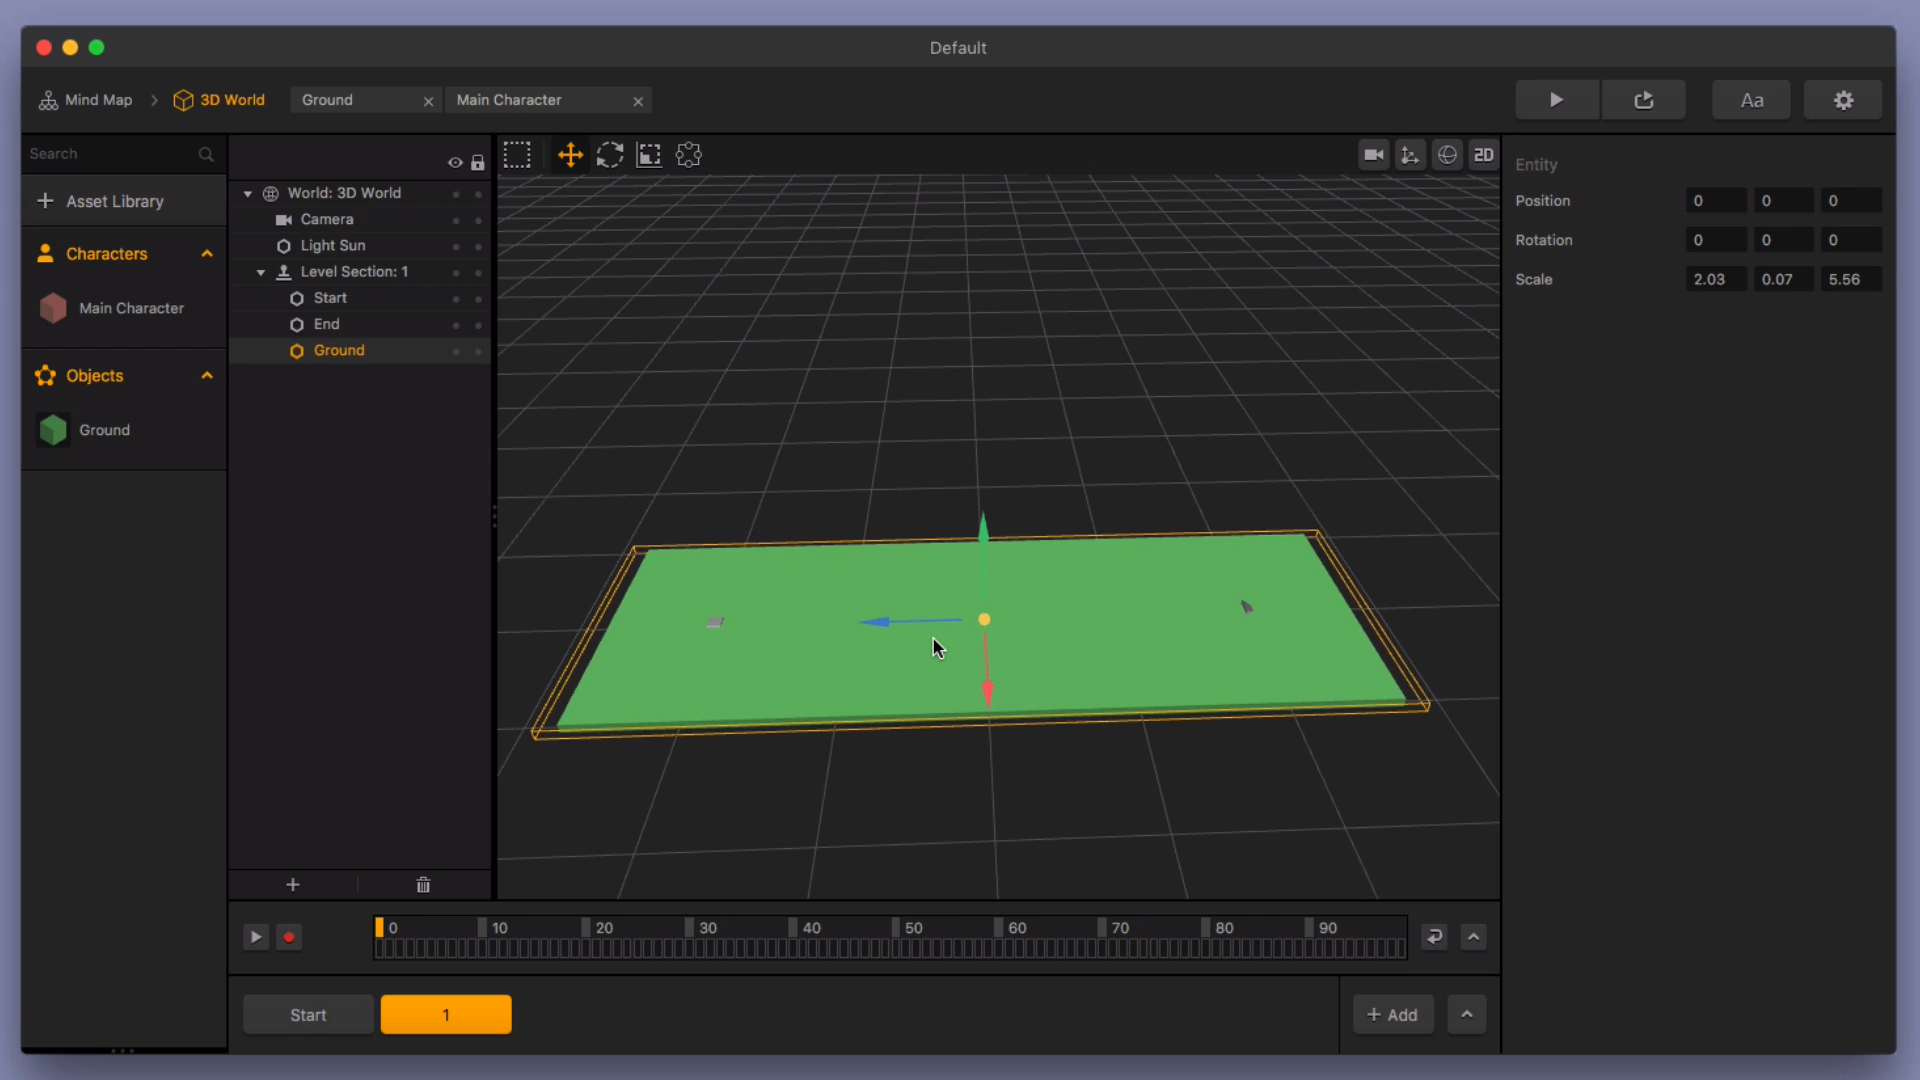 Default
Mind Map
3D World
Ground
Main Character
Aa
Search
Asset Library
Characters
Main Character
Objects
Ground
World: 3D World
Camera
Light Sun
Level Section: 1
Start
End
Ground
2D
Entity
Position 0 0 0
Rotation 0 0 0
Scale 2.03 0.07 5.56
0 10 20 30 40 50 60 70 80 90
Start 1
+ Add